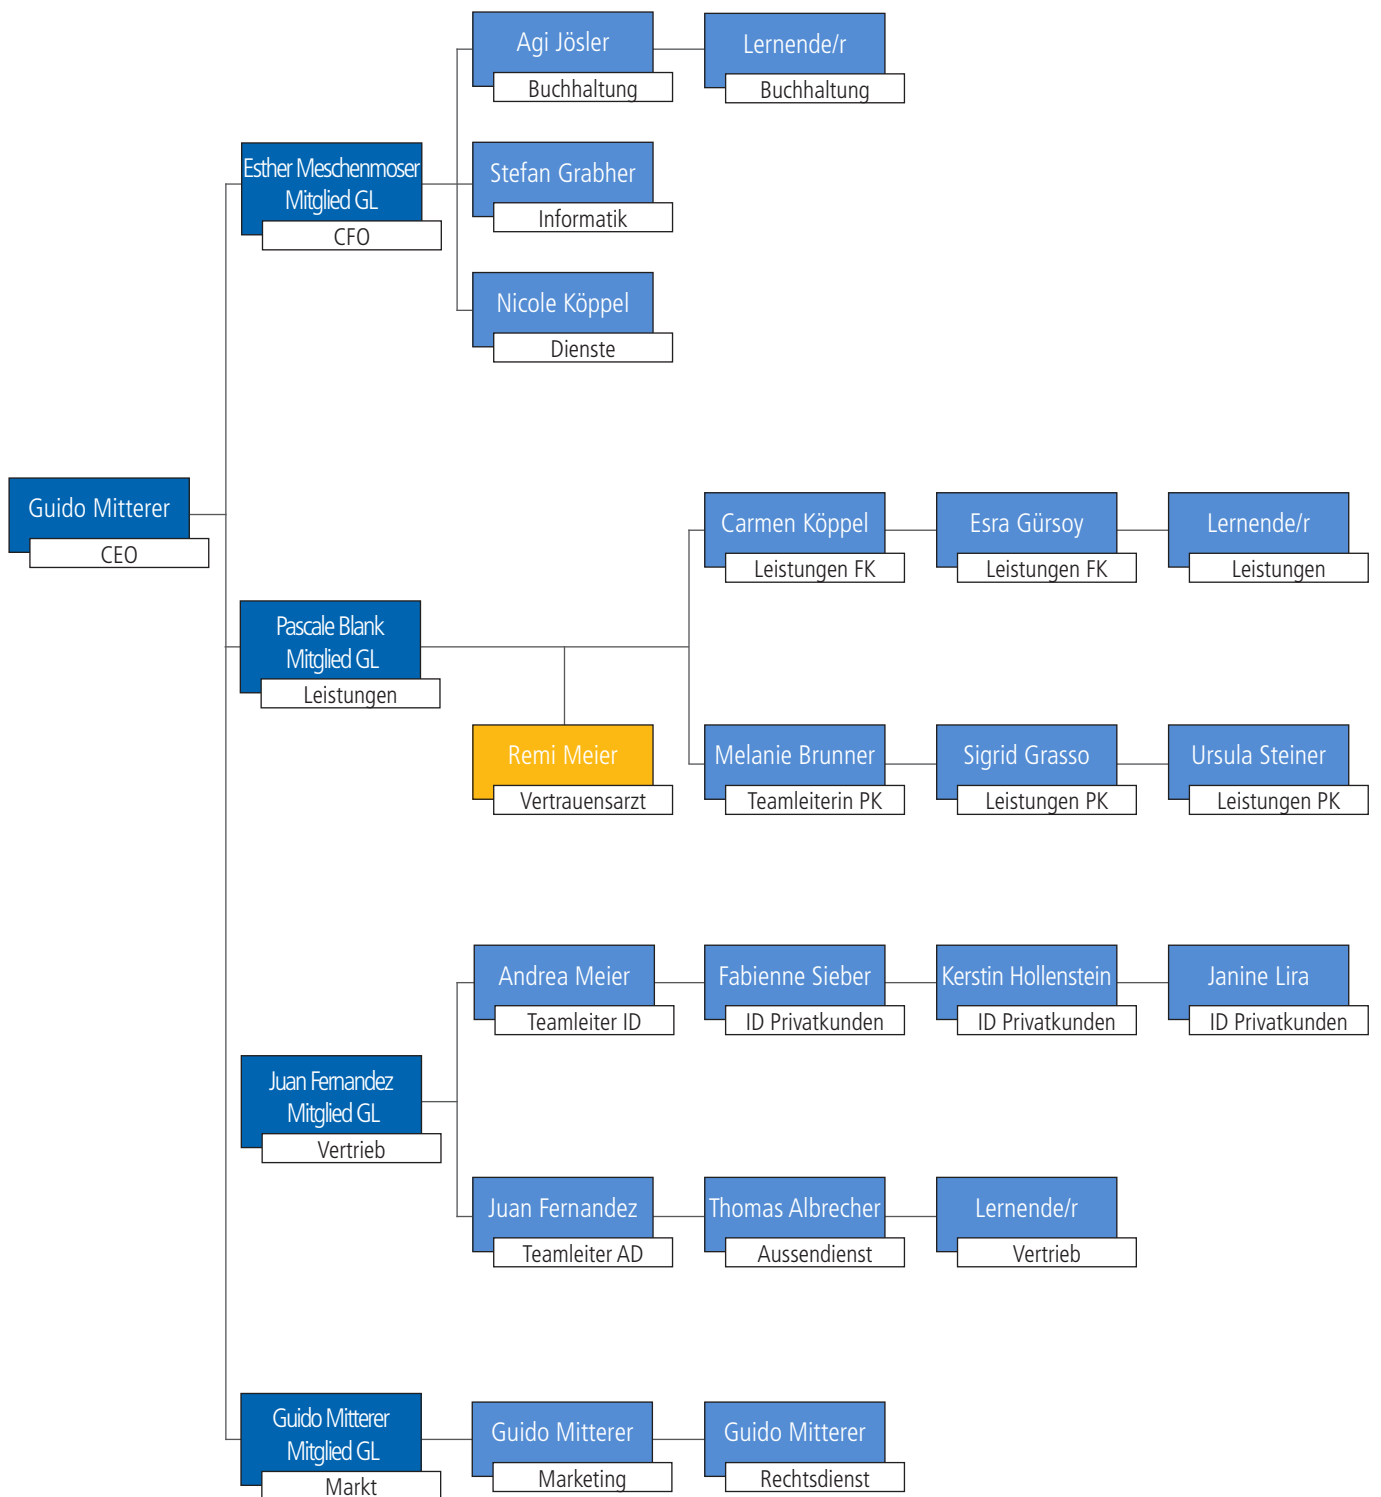 Agi Jösler
Buchhaltung
Lernende/r
Buchhaltung
Esther Meschenmoser
Mitglied GL
CFO
Stefan Grabher
Informatik
Nicole Köppel
Dienste
Guido Mitterer
CEO
Carmen Köppel
Leistungen FK
Esra Gürsoy
Leistungen FK
Lernende/r
Leistungen
Pascale Blank
Mitglied GL
Leistungen
Remi Meier
Vertrauensarzt
Melanie Brunner
Teamleiterin PK
Sigrid Grasso
Leistungen PK
Ursula Steiner
Leistungen PK
Andrea Meier
Teamleiter ID
Fabienne Sieber
ID Privatkunden
Kerstin Hollenstein
ID Privatkunden
Janine Lira
ID Privatkunden
Juan Fernandez
Mitglied GL
Vertrieb
Juan Fernandez
Teamleiter AD
Thomas Albrecher
Aussendienst
Lernende/r
Vertrieb
Guido Mitterer
Mitglied GL
Markt
Guido Mitterer
Marketing
Guido Mitterer
Rechtsdienst